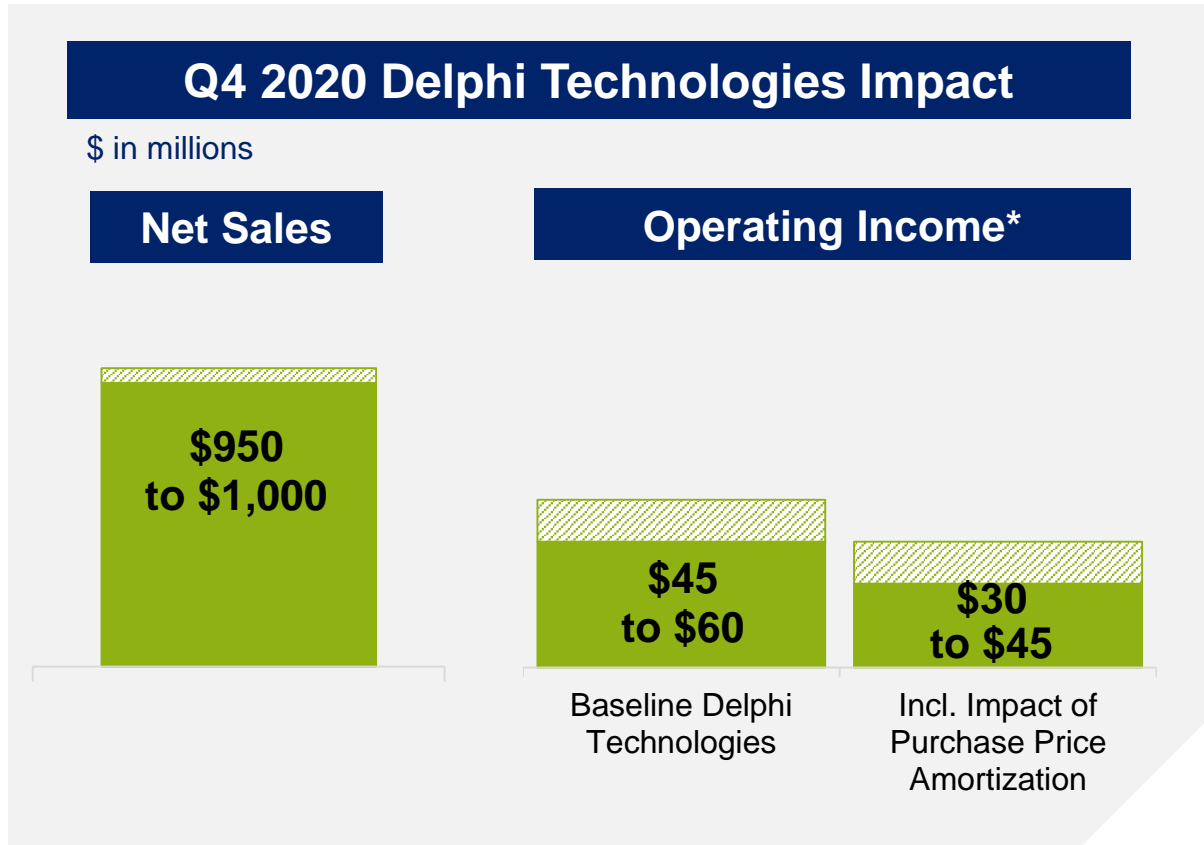 Q4 2020 Delphi Technologies Impact
$ in millions
Net Sales
Operating Income*
$950
to $1,000
$45
to $60
$30
to $45
Baseline Delphi
Technologies
Incl. Impact of
Purchase Price
Amortization